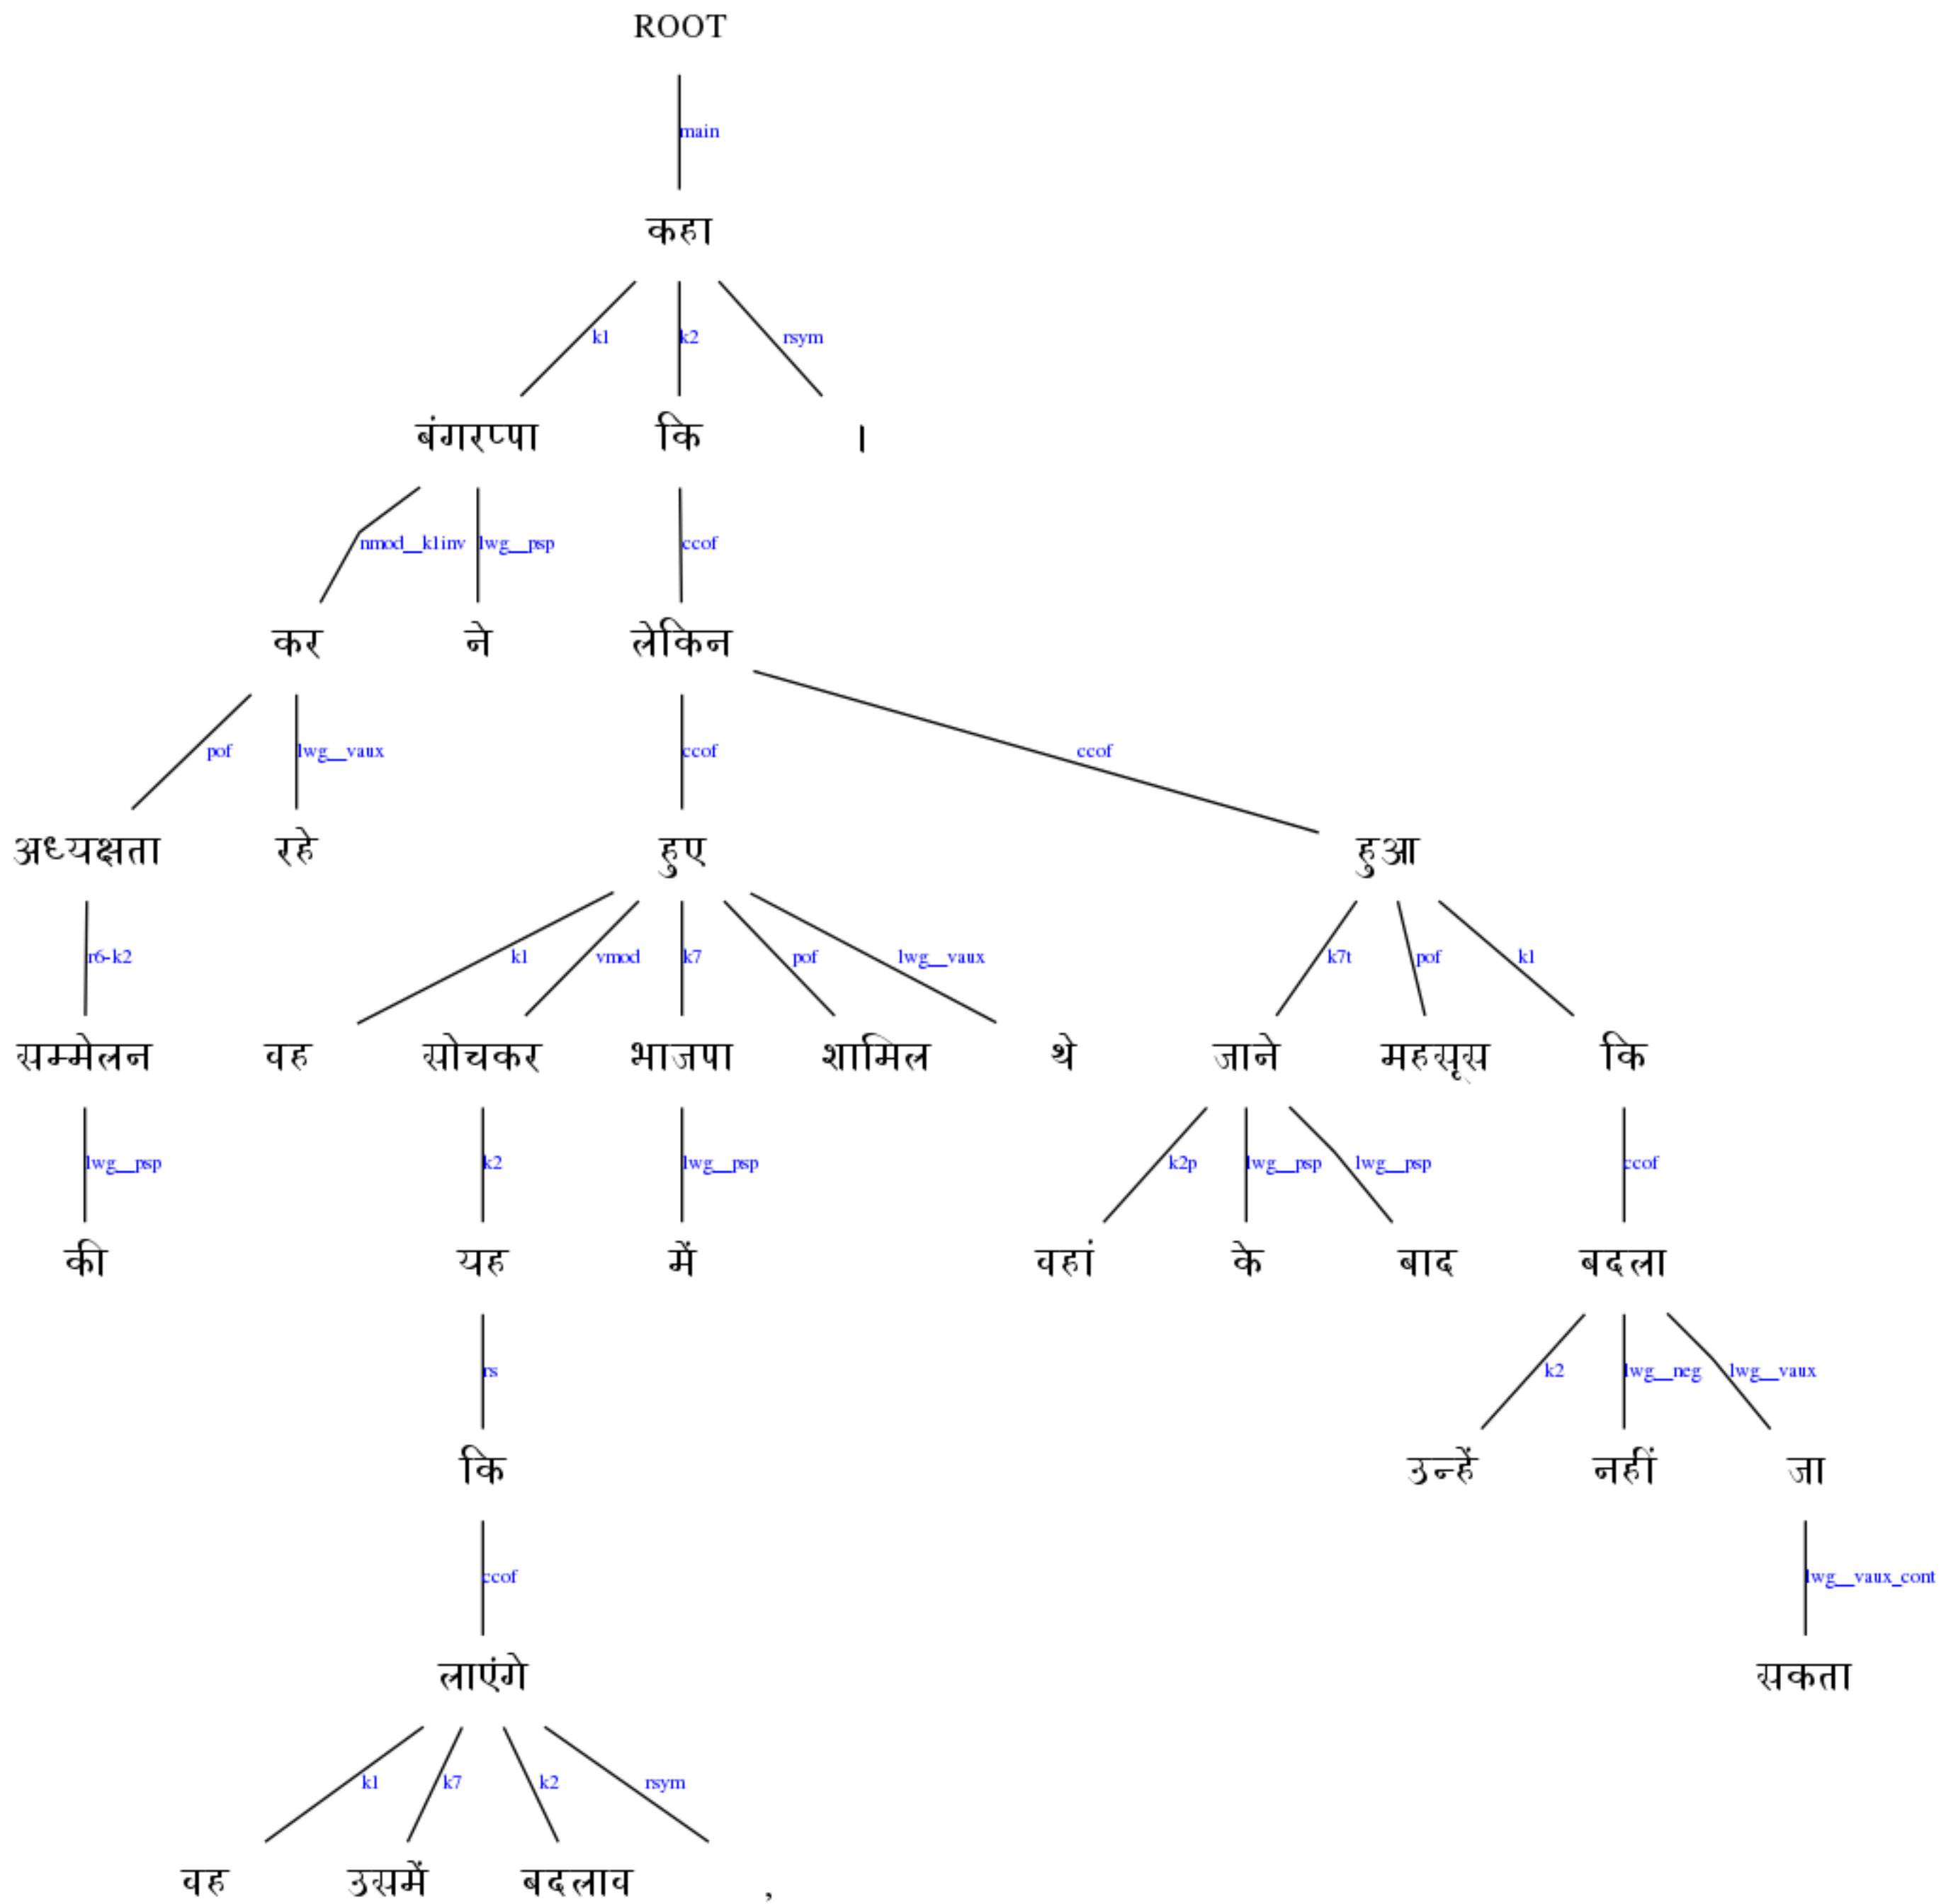 ROOT
main
कहा
k1 k2 rsym
बंगरप्पा कि ।
nmod__k1inv lwg__psp ccof
कर ने लेकिन
pof lwg__vaux ccof ccof
अध्यक्षता रहे हुए हुआ
r6-k2 k1 vmod k7 pof lwg__vaux k7t pof k1
सम्मेलन वह सोचकर भाजपा शामिल थे जाने महसूस कि
lwg__psp k2 lwg__psp k2p lwg__psp lwg__psp ccof
की यह में वहां के बाद बदला
rs k2 lwg__neg lwg__vaux
कि उन्हें नहीं जा
ccof lwg__vaux_cont
लाएंगे सकता
k1 k7 k2 rsym
वह उसमें बदलाव ,